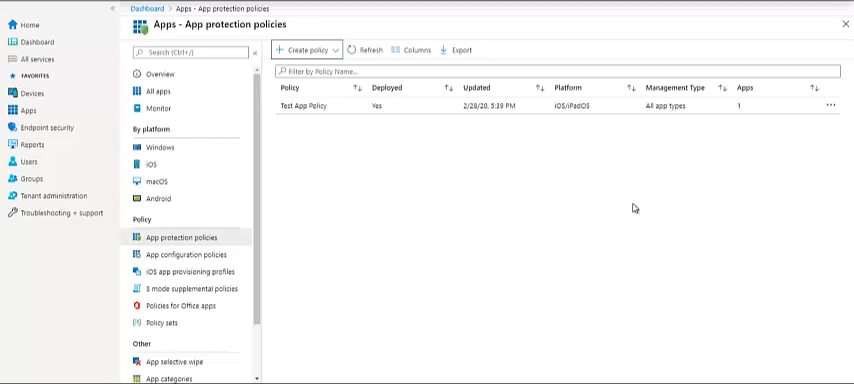 Dashboard > Apps - App protection policies
Apps - App protection policies
Home
Dashboard
All services
FAVORITES
Devices
Apps
Endpoint security
Reports
Users
Groups
Tenant administration
Troubleshooting + support
Search (Ctrl+/)
Overview
All apps
Monitor
By platform
Windows
iOS
macOS
Android
Policy
App protection policies
App configuration policies
iOS app provisioning profiles
S mode supplemental policies
Policies for Office apps
Policy sets
Other
App selective wipe
App categories
Create policy Refresh Columns Export
Filter by Policy Name...
Policy Deployed Updated Platform Management Type Apps
Test App Policy Yes 2/28/20, 5:39 PM iOS/iPadOS All app types 1